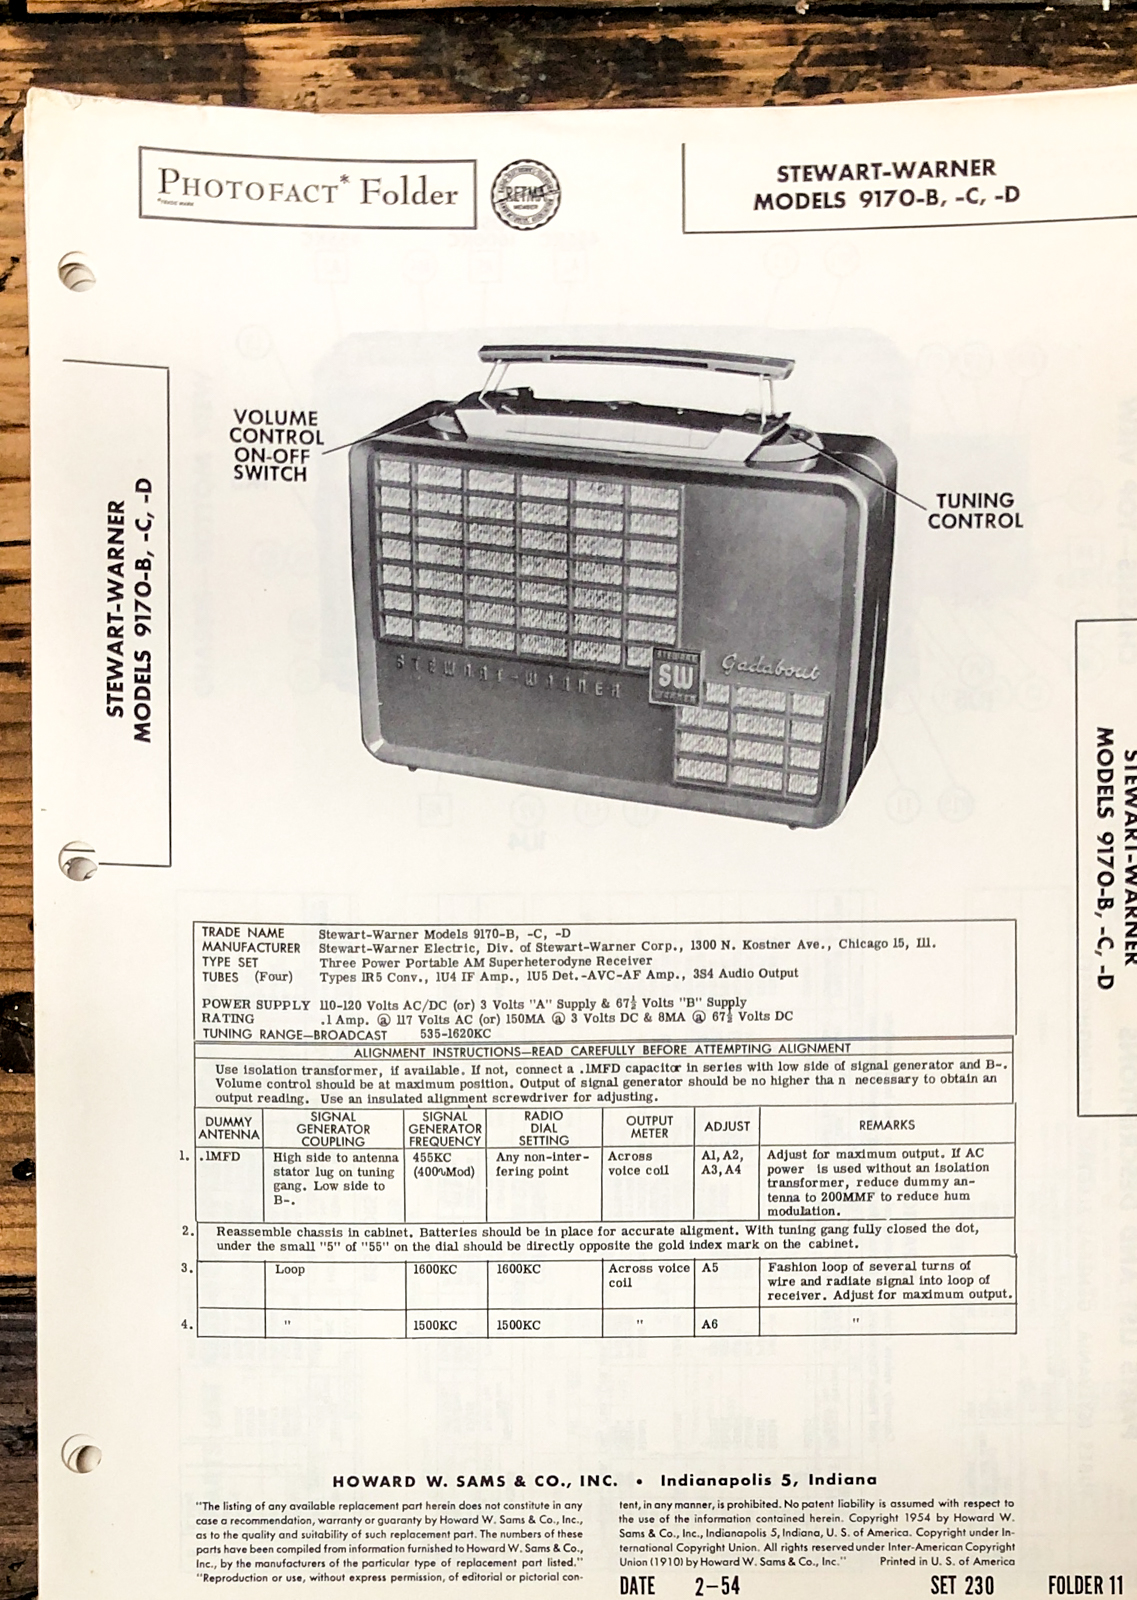 PHOTOFACT* Folder
*TRADE MARK
RETMA
MEMBER
STEWART-WARNER
MODELS 9170-B, -C, -D
STEWART-WARNER
MODELS 9170-B, -C, -D
VOLUME
CONTROL
ON-OFF
SWITCH
TUNING
CONTROL
STEWART-WARNER
STEWART
SW
WARNER
Gadabout
STEWART-WARNER
MODELS 9170-B, -C, -D
TRADE NAME Stewart-Warner Models 9170-B, -C, -D
MANUFACTURER Stewart-Warner Electric, Div. of Stewart-Warner Corp., 1300 N. Kostner Ave., Chicago 15, Ill.
TYPE SET Three Power Portable AM Superheterodyne Receiver
TUBES (Four) Types 1R5 Conv., 1U4 IF Amp., 1U5 Det.-AVC-AF Amp., 3S4 Audio Output
POWER SUPPLY 110-120 Volts AC/DC (or) 3 Volts "A" Supply & 67½ Volts "B" Supply
RATING .1 Amp. @ 117 Volts AC (or) 150MA @ 3 Volts DC & 8MA @ 67½ Volts DC
TUNING RANGE—BROADCAST 535-1620KC
ALIGNMENT INSTRUCTIONS—READ CAREFULLY BEFORE ATTEMPTING ALIGNMENT
Use isolation transformer, if available. If not, connect a .1MFD capacitor in series with low side of signal generator and B-.
Volume control should be at maximum position. Output of signal generator should be no higher tha n necessary to obtain an
output reading. Use an insulated alignment screwdriver for adjusting.
DUMMY ANTENNA | SIGNAL GENERATOR COUPLING | SIGNAL GENERATOR FREQUENCY | RADIO DIAL SETTING | OUTPUT METER | ADJUST | REMARKS
1. .1MFD | High side to antenna stator lug on tuning gang. Low side to B-. | 455KC (400~Mod) | Any non-inter-fering point | Across voice coil | A1, A2, A3, A4 | Adjust for maximum output. If AC power is used without an isolation transformer, reduce dummy an-tenna to 200MMF to reduce hum modulation.
2. Reassemble chassis in cabinet. Batteries should be in place for accurate aligment. With tuning gang fully closed the dot,
under the small "5" of "55" on the dial should be directly opposite the gold index mark on the cabinet.
3. Loop | 1600KC | 1600KC | Across voice coil | A5 | Fashion loop of several turns of wire and radiate signal into loop of receiver. Adjust for maximum output.
4. " | 1500KC | 1500KC | " | A6 | "
HOWARD W. SAMS & CO., INC. • Indianapolis 5, Indiana
"The listing of any available replacement part herein does not constitute in any
case a recommendation, warranty or guaranty by Howard W. Sams & Co., Inc.,
as to the quality and suitability of such replacement part. The numbers of these
parts have been compiled from information furnished to Howard W. Sams & Co.,
Inc., by the manufacturers of the particular type of replacement part listed."
"Reproduction or use, without express permission, of editorial or pictorial con-
tent, in any manner, is prohibited. No patent liability is assumed with respect to
the use of the information contained herein. Copyright 1954 by Howard W.
Sams & Co., Inc., Indianapolis 5, Indiana, U. S. of America. Copyright under In-
ternational Copyright Union. All rights reserved under Inter-American Copyright
Union (1910) by Howard W. Sams & Co., Inc." Printed in U. S. of America
DATE 2-54 SET 230 FOLDER 11